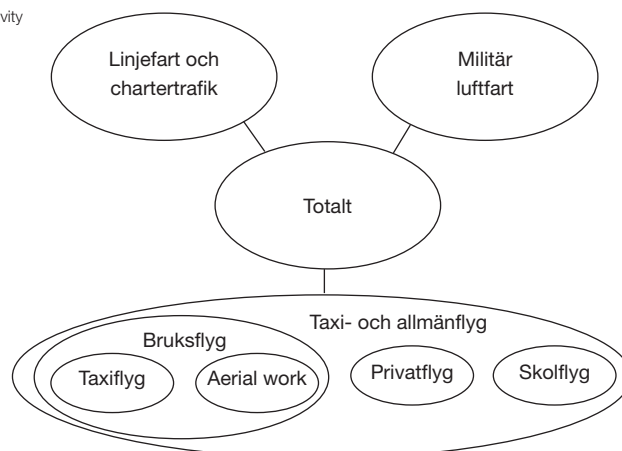 vity
Linjefart och
chartertrafik
Militär
luftfart
Totalt
Taxi- och allmänflyg
Bruksflyg
Taxiflyg
Aerial work
Privatflyg
Skolflyg